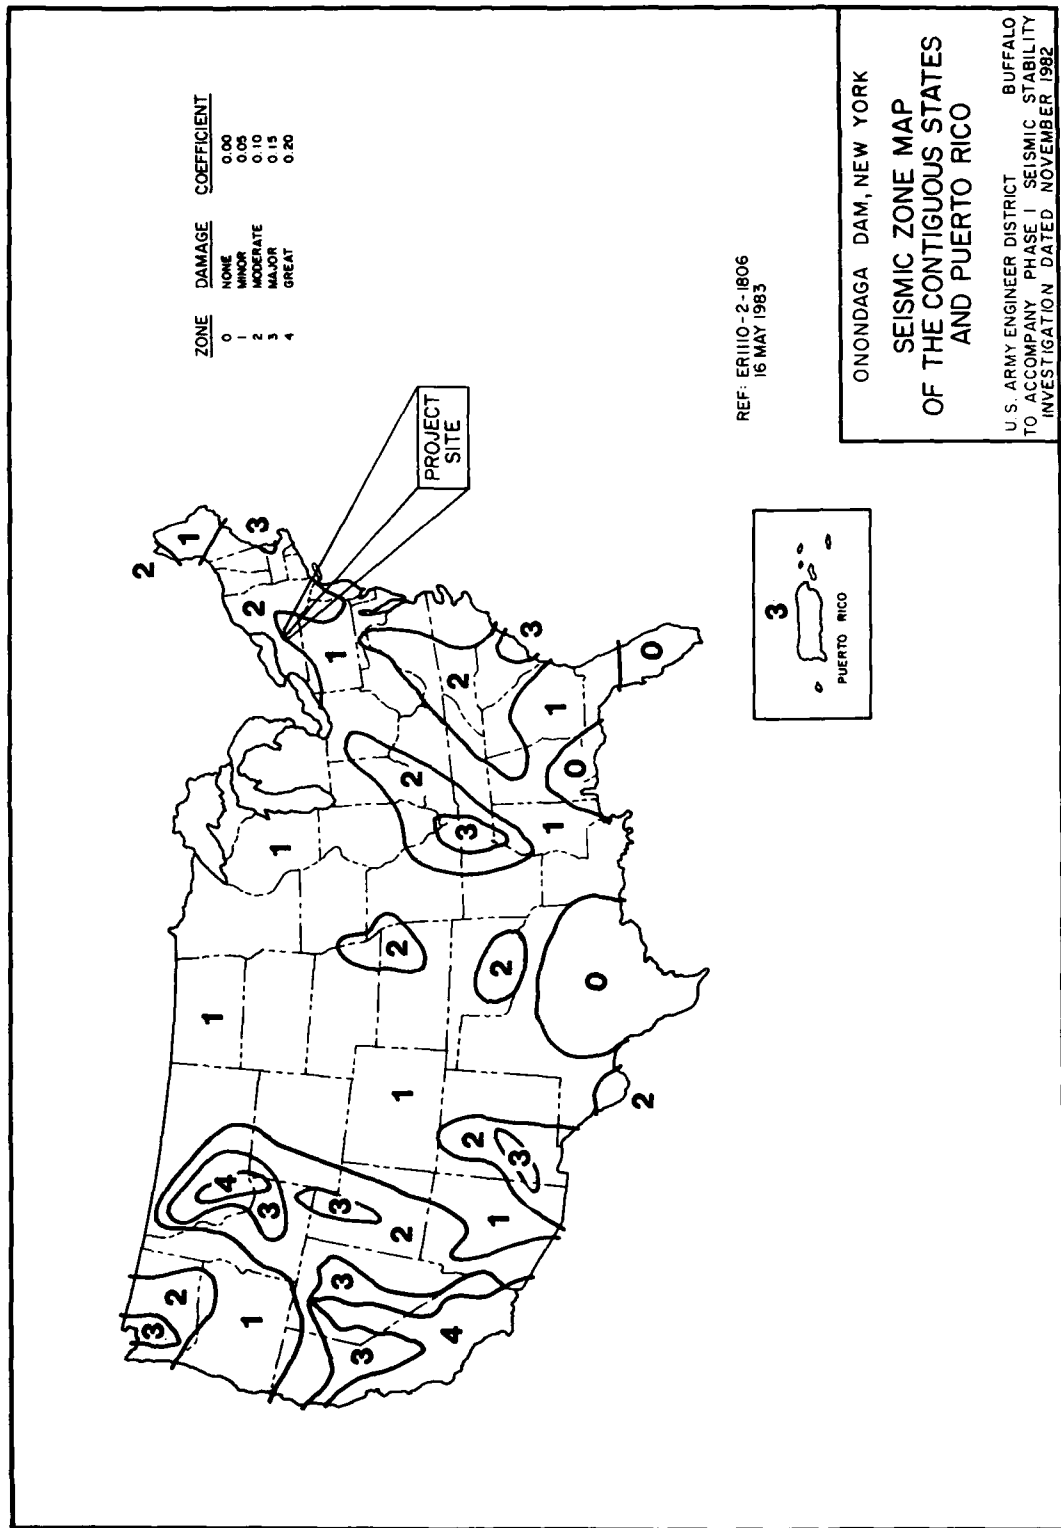 ZONE DAMAGE COEFFICIENT
0 NONE 0.00
1 MINOR 0.05
2 MODERATE 0.10
3 MAJOR 0.15
4 GREAT 0.20
PROJECT
SITE
2
1
3
2
1
2
3
1
0
0
2
3
1
1
2
2
0
1
1
2
2
3
4
3
3
2
1
3
2
1
3
4
3
2
3
PUERTO RICO
REF: ER1110-2-1806
16 MAY 1983
ONONDAGA DAM, NEW YORK
SEISMIC ZONE MAP
OF THE CONTIGUOUS STATES
AND PUERTO RICO
U.S. ARMY ENGINEER DISTRICT BUFFALO
TO ACCOMPANY PHASE I SEISMIC STABILITY
INVESTIGATION DATED NOVEMBER 1982